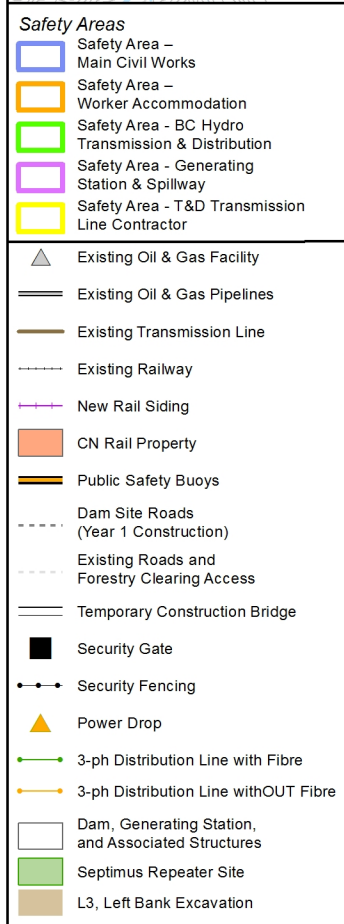 Safety Areas
Safety Area –
Main Civil Works
Safety Area –
Worker Accommodation
Safety Area - BC Hydro
Transmission & Distribution
Safety Area - Generating
Station & Spillway
Safety Area - T&D Transmission
Line Contractor
Existing Oil & Gas Facility
Existing Oil & Gas Pipelines
Existing Transmission Line
Existing Railway
New Rail Siding
CN Rail Property
Public Safety Buoys
Dam Site Roads
(Year 1 Construction)
Existing Roads and
Forestry Clearing Access
Temporary Construction Bridge
Security Gate
Security Fencing
Power Drop
3-ph Distribution Line with Fibre
3-ph Distribution Line withOUT Fibre
Dam, Generating Station,
and Associated Structures
Septimus Repeater Site
L3, Left Bank Excavation